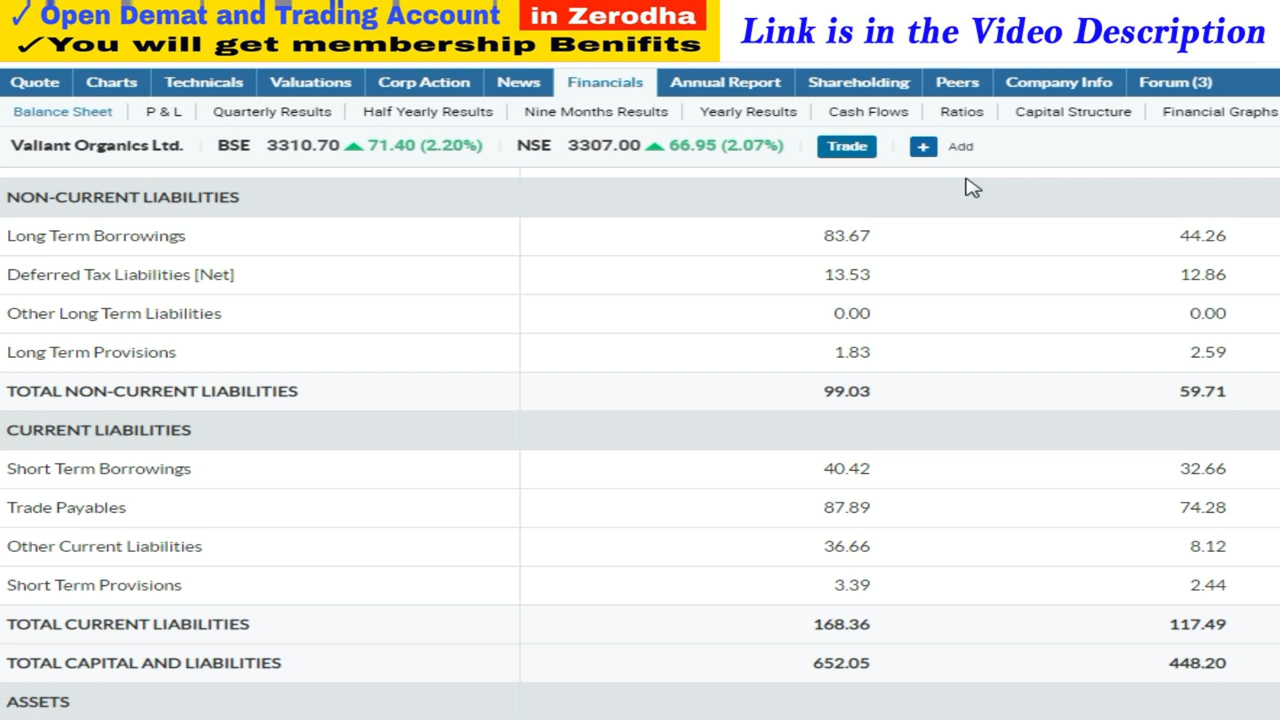 ✓ Open Demat and Trading Account in Zerodha
✓You will get membership Benifits
Link is in the Video Description
Quote Charts Technicals Valuations Corp Action News Financials Annual Report Shareholding Peers Company Info Forum (3)
Balance Sheet P & L Quarterly Results Half Yearly Results Nine Months Results Yearly Results Cash Flows Ratios Capital Structure Financial Graphs
Valiant Organics Ltd. BSE 3310.70 ▲ 71.40 (2.20%) NSE 3307.00 ▲ 66.95 (2.07%) Trade + Add
NON-CURRENT LIABILITIES
Long Term Borrowings 83.67 44.26
Deferred Tax Liabilities [Net] 13.53 12.86
Other Long Term Liabilities 0.00 0.00
Long Term Provisions 1.83 2.59
TOTAL NON-CURRENT LIABILITIES 99.03 59.71
CURRENT LIABILITIES
Short Term Borrowings 40.42 32.66
Trade Payables 87.89 74.28
Other Current Liabilities 36.66 8.12
Short Term Provisions 3.39 2.44
TOTAL CURRENT LIABILITIES 168.36 117.49
TOTAL CAPITAL AND LIABILITIES 652.05 448.20
ASSETS